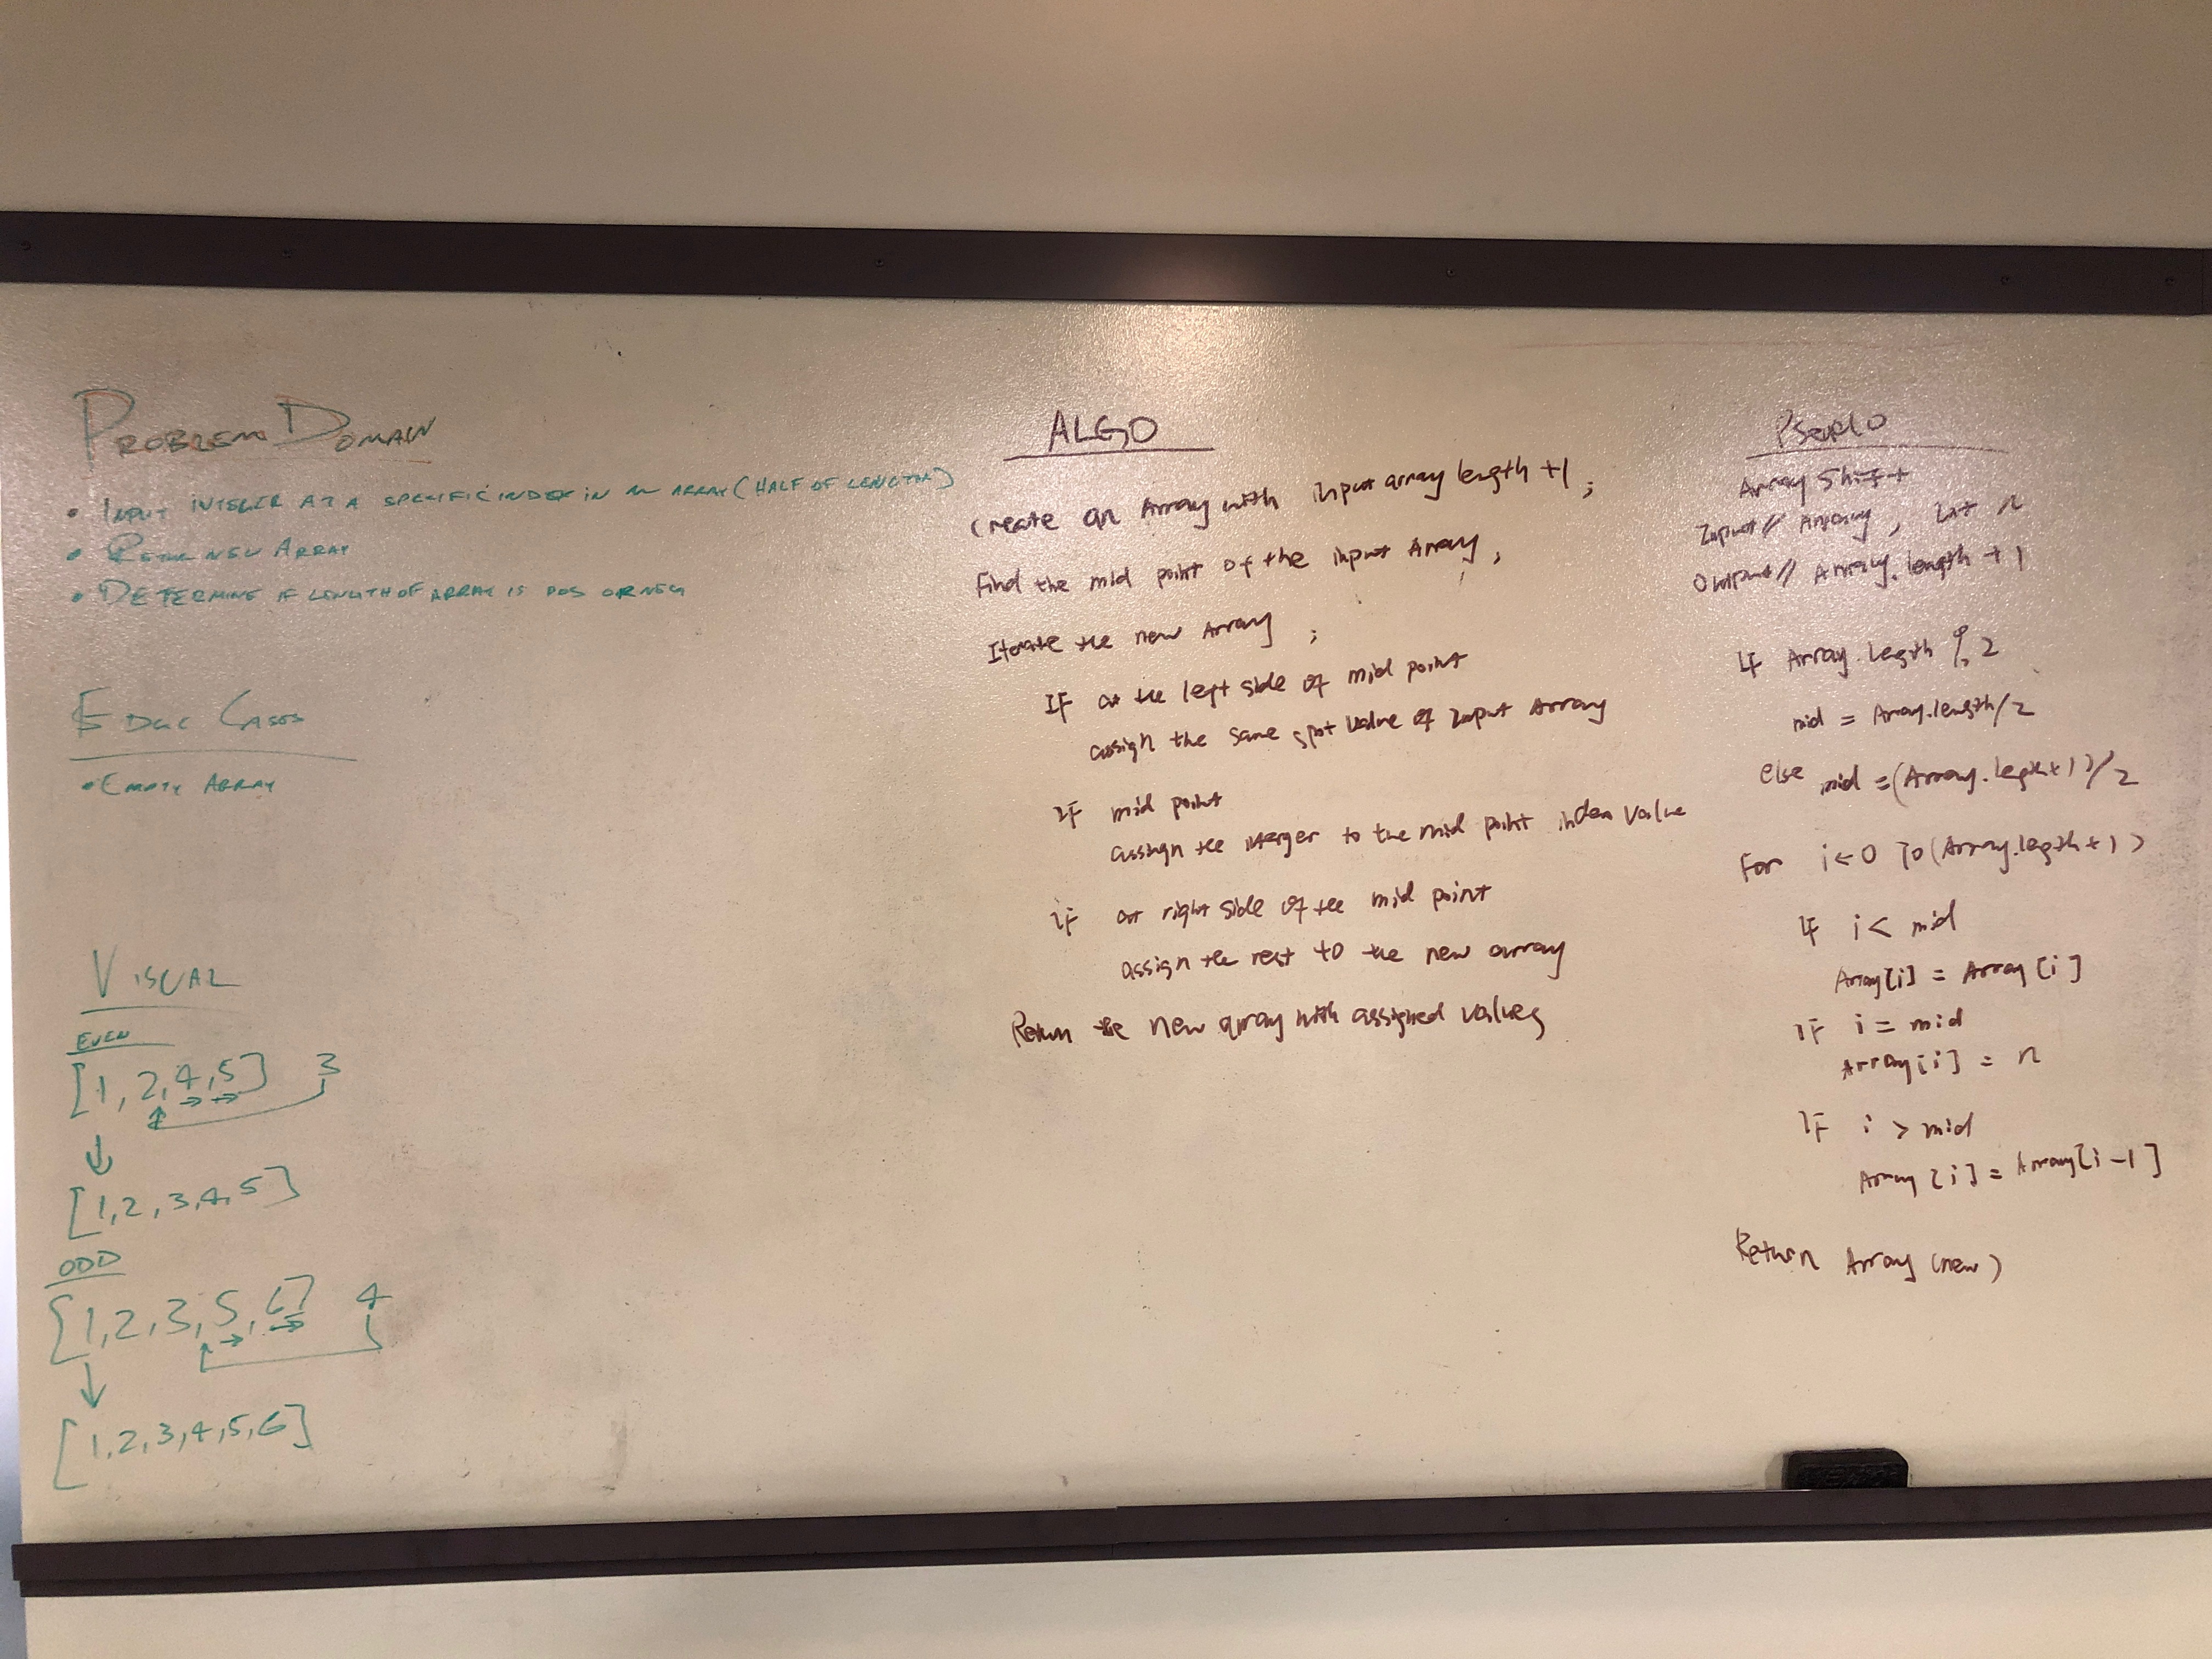 PROBLEM DOMAIN
• INPUT INTEGER AT A SPECIFIC INDEX IN AN ARRAY (HALF OF LENGTH)
• RETURN NEW ARRAY
• DETERMINE IF LENGTH OF ARRAY IS POS OR NEG
EDGE CASES
• EMPTY ARRAY
VISUAL
EVEN
[1, 2, 4, 5] 3
[1, 2, 3, 4, 5]
ODD
[1, 2, 3, 5, 6] 4
[1, 2, 3, 4, 5, 6]
ALGO
Create an Array with input array length +1;
Find the mid point of the input Array;
Iterate the new Array;
If at the left side of mid point
assign the same spot value of Input Array
If mid point
assign the interger to the mid point index value
If at right side of the mid point
assign the rest to the new array
Return the new array with assigned values
Pseudo
Array Shift
Input// Array, int n
Output// Array.length +1
If Array.length % 2
mid = Array.length/2
Else mid = (Array.length+1)/2
For i ← 0 To (Array.length+1)
If i < mid
Array[i] = Array[i]
If i = mid
Array[i] = n
If i > mid
Array[i] = Array[i-1]
Return Array (new)